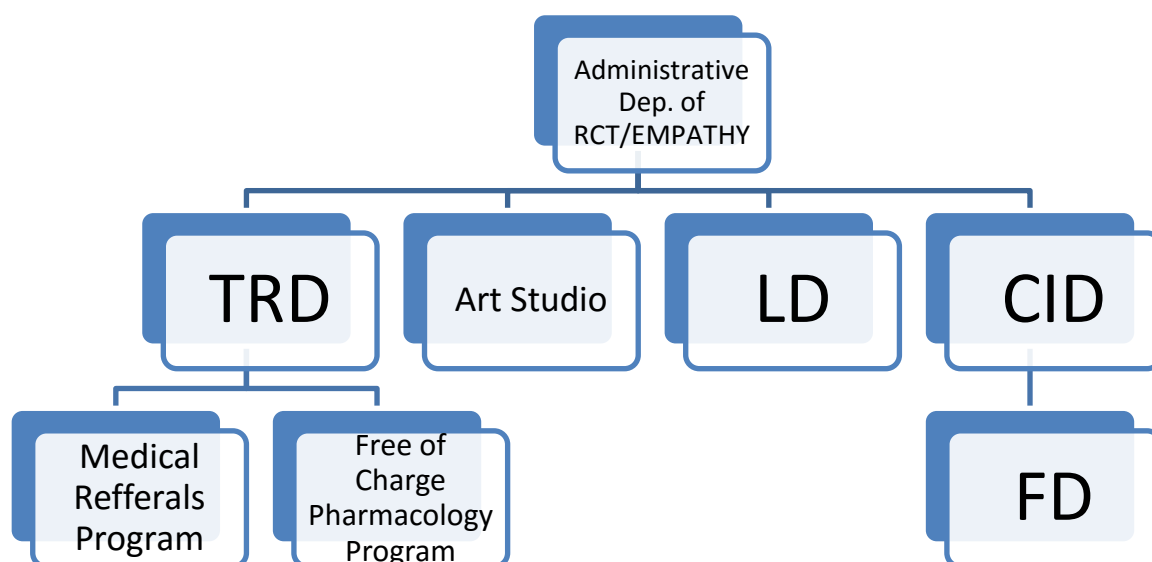 Administrative
Dep. of
RCT/EMPATHY
TRD
Art Studio
LD
CID
Medical
Refferals
Program
Free of
Charge
Pharmacology
Program
FD